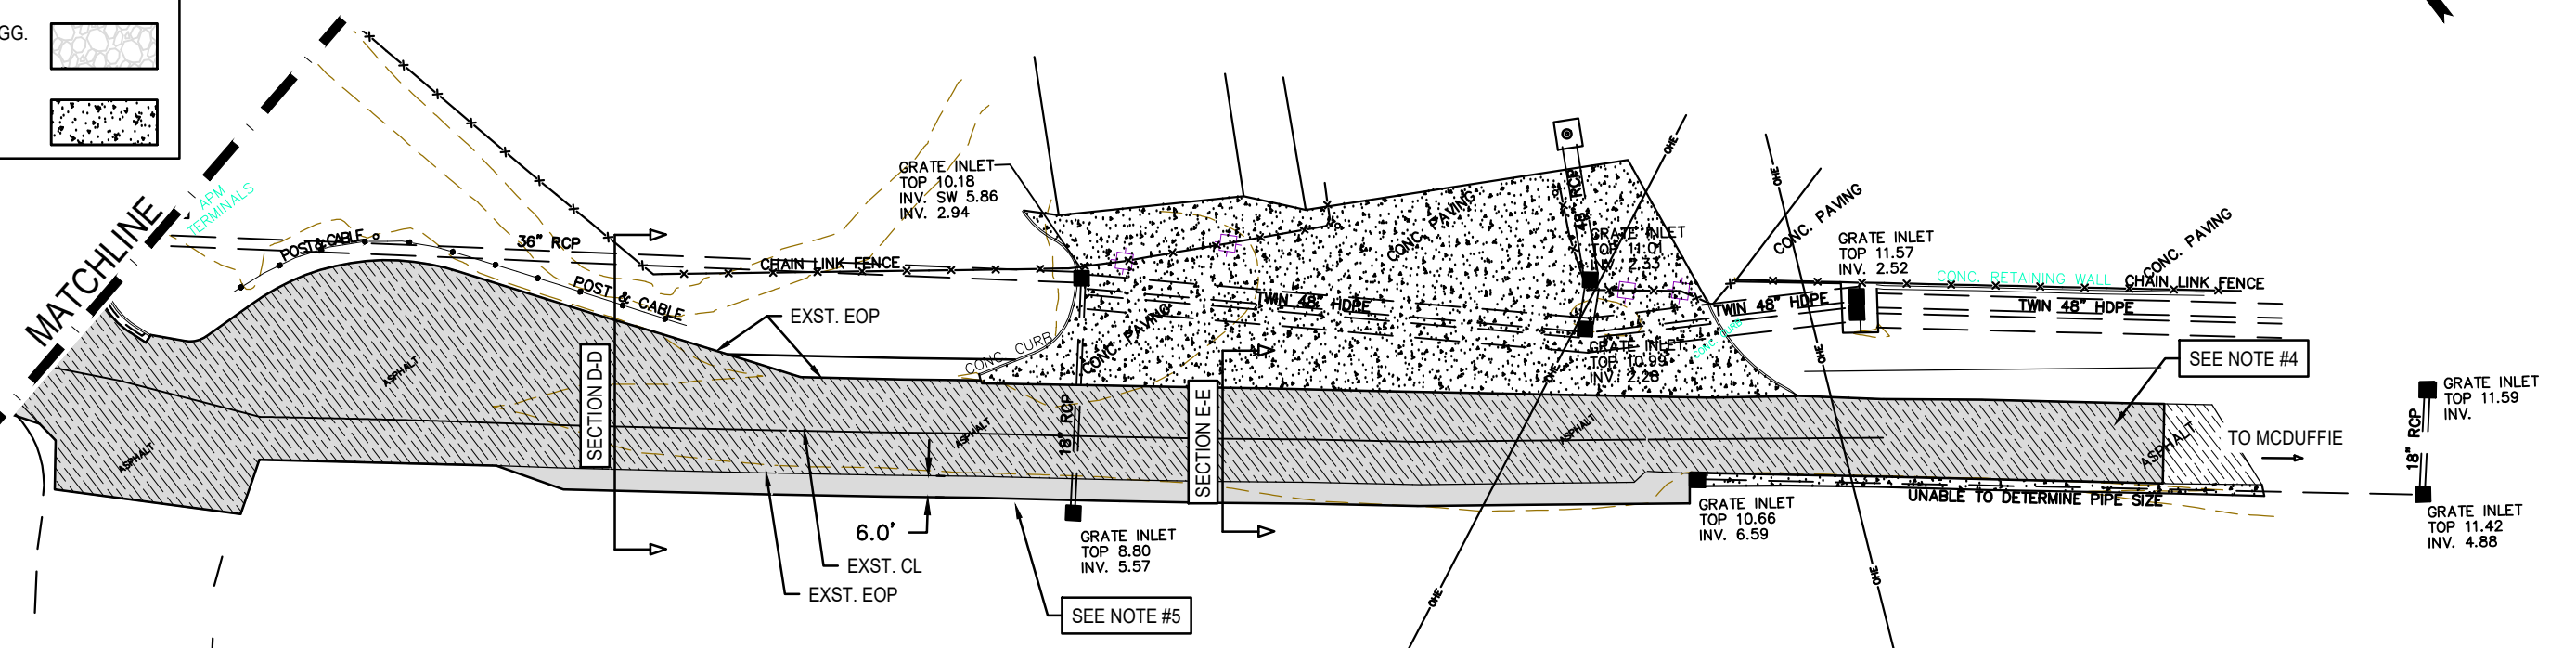 GG.
MATCHLINE
APM
TERMINALS
POST&CABLE
36" RCP
POST & CABLE
CHAIN LINK FENCE
GRATE INLET
TOP 10.18
INV. SW 5.86
INV. 2.94
EXST. EOP
CONC. CURB
CONC. PAVING
TWIN 48" HDPE
CONC. PAVING
48" RCP
GRATE INLET
TOP 11.01
INV. 2.33
GRATE INLET
TOP 10.99
INV. 2.28
OHE
OHE
OHE
OHE
OHE
OHE
CONC. PAVING
TWIN 48" HDPE
CONC. CURB
GRATE INLET
TOP 11.57
INV. 2.52
CONC. RETAINING WALL
CONC. PAVING
CHAIN LINK FENCE
TWIN 48" HDPE
SEE NOTE #4
GRATE INLET
TOP 11.59
INV.
18" RCP
TO MCDUFFIE
ASPHALT
ASPHALT
ASPHALT
ASPHALT
ASPHALT
SECTION D-D
SECTION E-E
18" RCP
6.0'
EXST. CL
EXST. EOP
SEE NOTE #5
GRATE INLET
TOP 8.80
INV. 5.57
GRATE INLET
TOP 10.66
INV. 6.59
UNABLE TO DETERMINE PIPE SIZE
GRATE INLET
TOP 11.42
INV. 4.88